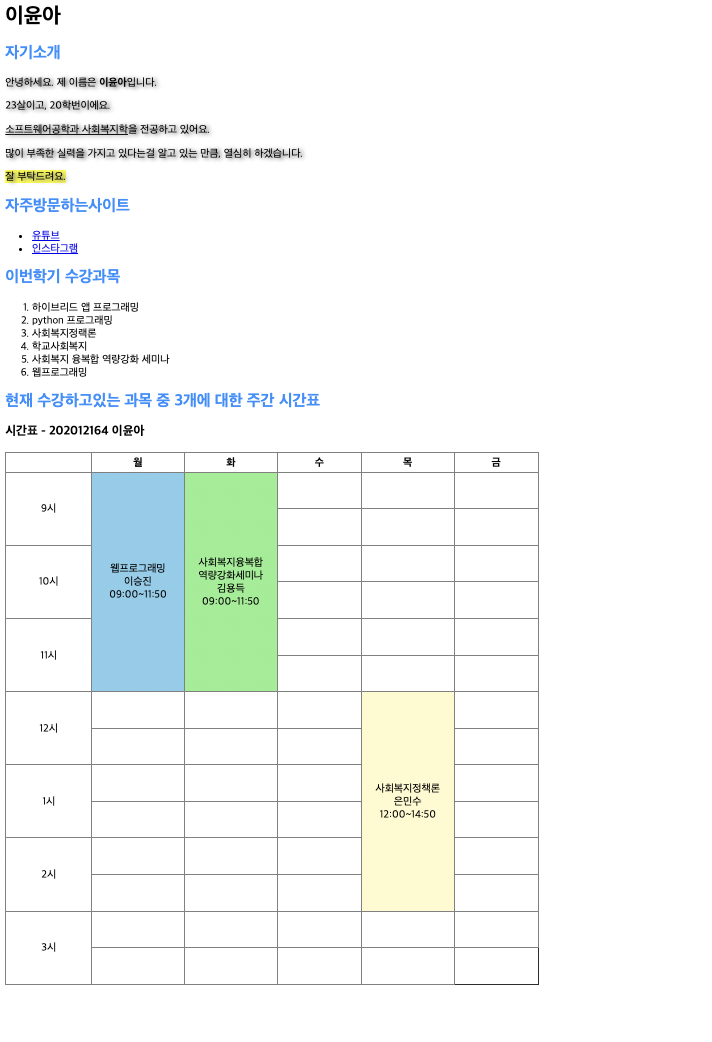 이윤아
자기소개
안녕하세요. 제 이름은 이윤아입니다.
23살이고, 20학번이에요.
소프트웨어공학과 사회복지학을 전공하고 있어요.
많이 부족한 실력을 가지고 있다는걸 알고 있는 만큼, 열심히 하겠습니다.
잘 부탁드려요.
자주방문하는사이트
유튜브
인스타그램
이번학기 수강과목
1. 하이브리드 앱 프로그래밍
2. python 프로그래밍
3. 사회복지정랙론
4. 학교사회복지
5. 사회복지 융복합 역량강화 세미나
6. 웹프로그래밍
현재 수강하고있는 과목 중 3개에 대한 주간 시간표
시간표 - 202012164 이윤아
월 화 수 목 금
9시
웹프로그래밍
이승진
09:00~11:50
사회복지융복합
역량강화세미나
김용득
09:00~11:50
10시
11시
12시
사회복지정책론
은민수
12:00~14:50
1시
2시
3시